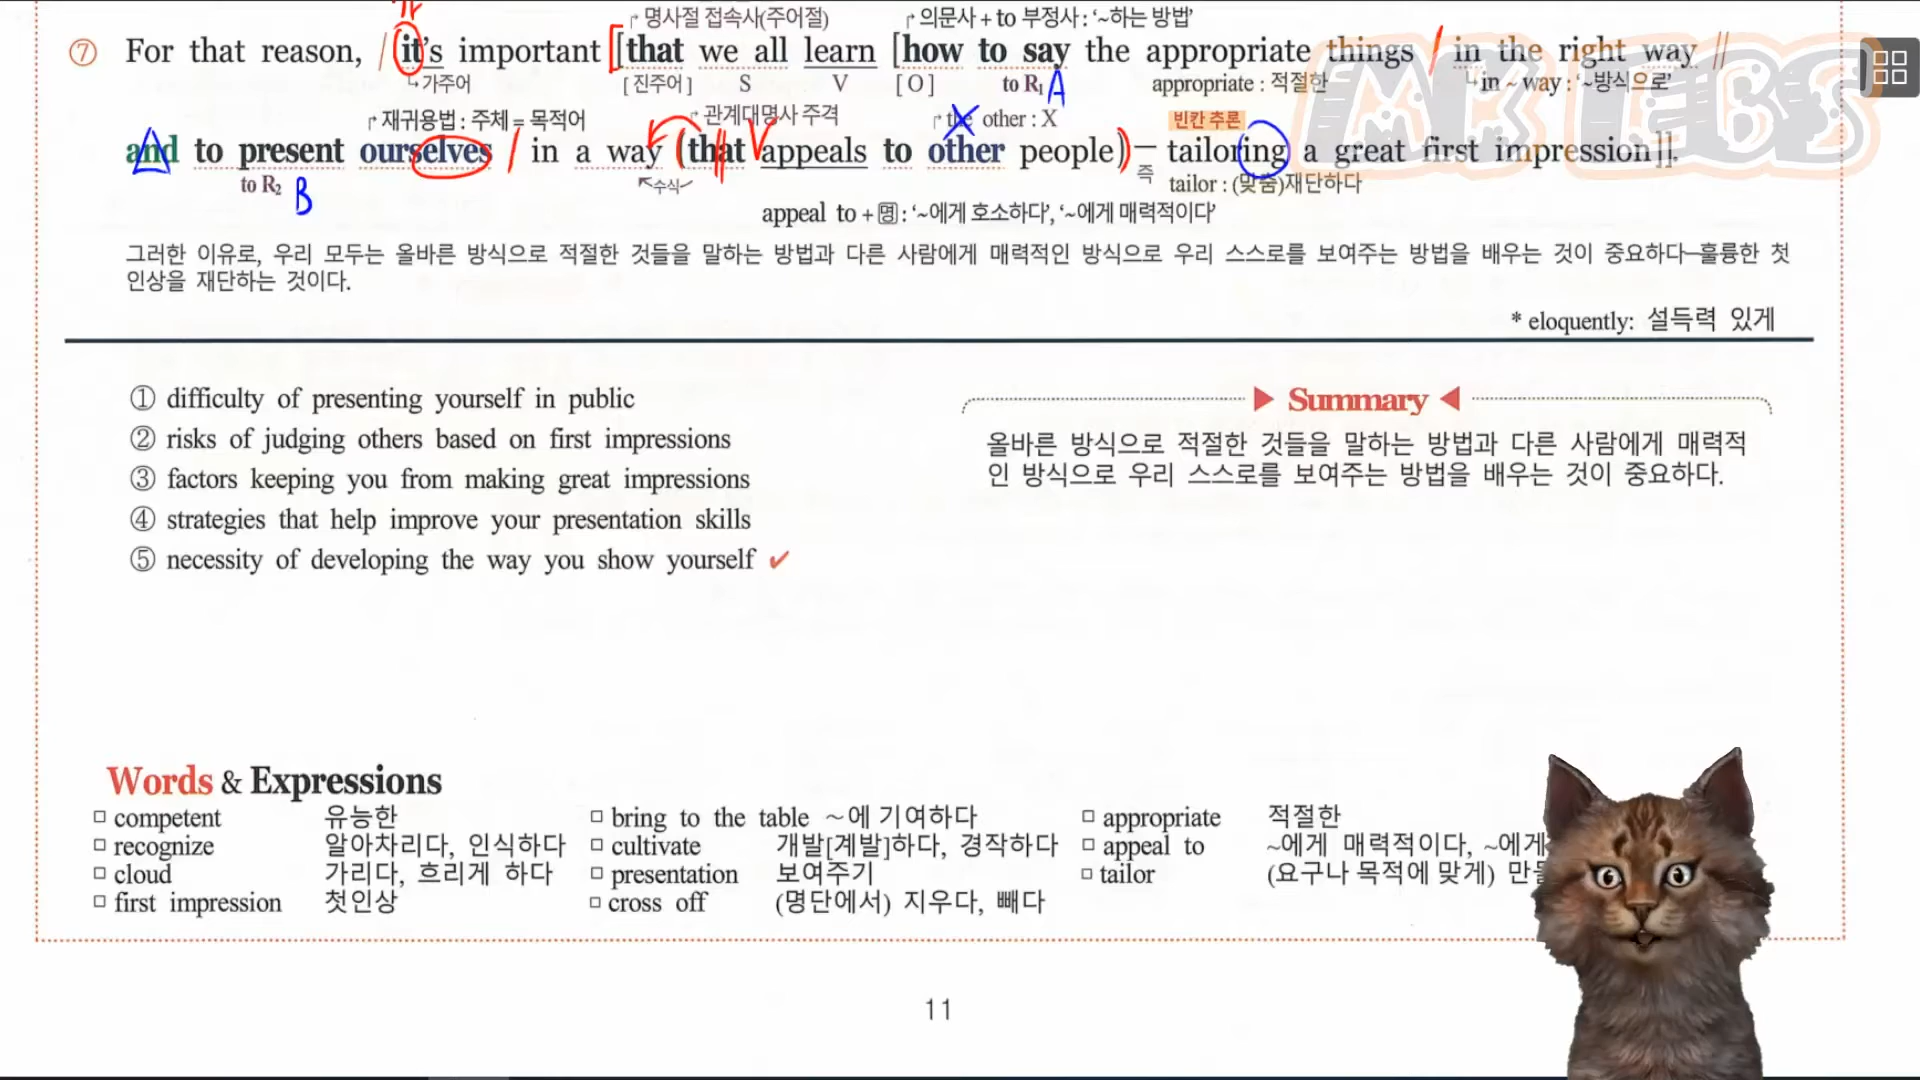 ↱명사절 접속사(주어절) ↱의문사 + to 부정사 : ‘~하는 방법’
⑦ For that reason, / it’s important [that we all learn [how to say the appropriate things / in the right way //
↳가주어 [진주어] S V [O] to R₁ A appropriate : 적절한 ↳in ~ way : ‘~방식으로’
↱재귀용법 : 주체 = 목적어 ↱관계대명사 주격 ↱the other : X 빈칸 추론
and to present ourselves / in a way (that appeals to other people) — tailoring a great first impression]].
to R₂ B ↖수식 즉 tailor : (맞춤)재단하다
appeal to + 명 : ‘~에게 호소하다’, ‘~에게 매력적이다’
그러한 이유로, 우리 모두는 올바른 방식으로 적절한 것들을 말하는 방법과 다른 사람에게 매력적인 방식으로 우리 스스로를 보여주는 방법을 배우는 것이 중요하다—훌륭한 첫
인상을 재단하는 것이다.
* eloquently: 설득력 있게
① difficulty of presenting yourself in public
② risks of judging others based on first impressions
③ factors keeping you from making great impressions
④ strategies that help improve your presentation skills
⑤ necessity of developing the way you show yourself ✔
▶ Summary ◀
올바른 방식으로 적절한 것들을 말하는 방법과 다른 사람에게 매력적
인 방식으로 우리 스스로를 보여주는 방법을 배우는 것이 중요하다.
Words & Expressions
□ competent 유능한 □ bring to the table ~에 기여하다 □ appropriate 적절한
□ recognize 알아차리다, 인식하다 □ cultivate 개발[계발]하다, 경작하다 □ appeal to ~에게 매력적이다, ~에게
□ cloud 가리다, 흐리게 하다 □ presentation 보여주기 □ tailor (요구나 목적에 맞게)
□ first impression 첫인상 □ cross off (명단에서) 지우다, 빼다
11